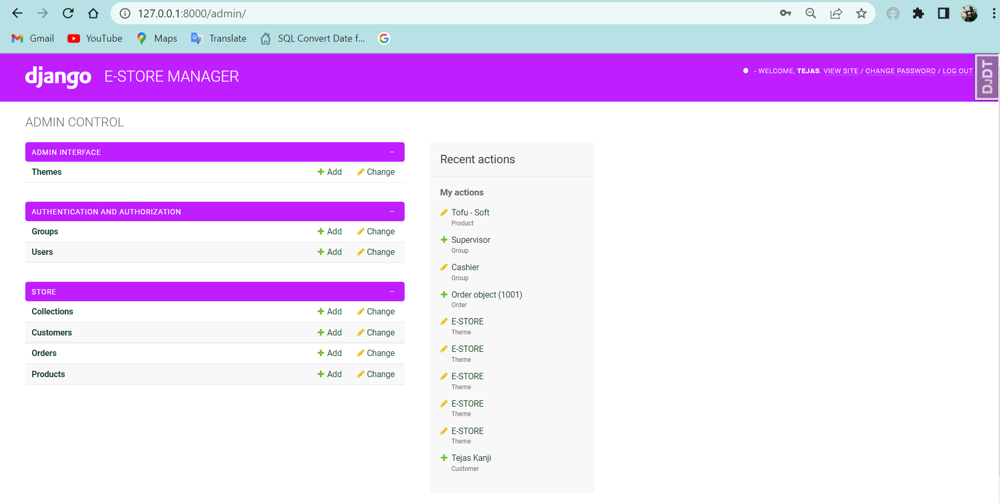 127.0.0.1:8000/admin/
Gmail YouTube Maps Translate SQL Convert Date f...
django E-STORE MANAGER
- WELCOME, TEJAS. VIEW SITE / CHANGE PASSWORD / LOG OUT
DJDT
ADMIN CONTROL
ADMIN INTERFACE
Themes Add Change
AUTHENTICATION AND AUTHORIZATION
Groups Add Change
Users Add Change
STORE
Collections Add Change
Customers Add Change
Orders Add Change
Products Add Change
Recent actions
My actions
Tofu - Soft
Product
Supervisor
Group
Cashier
Group
Order object (1001)
Order
E-STORE
Theme
E-STORE
Theme
E-STORE
Theme
E-STORE
Theme
E-STORE
Theme
Tejas Kanji
Customer